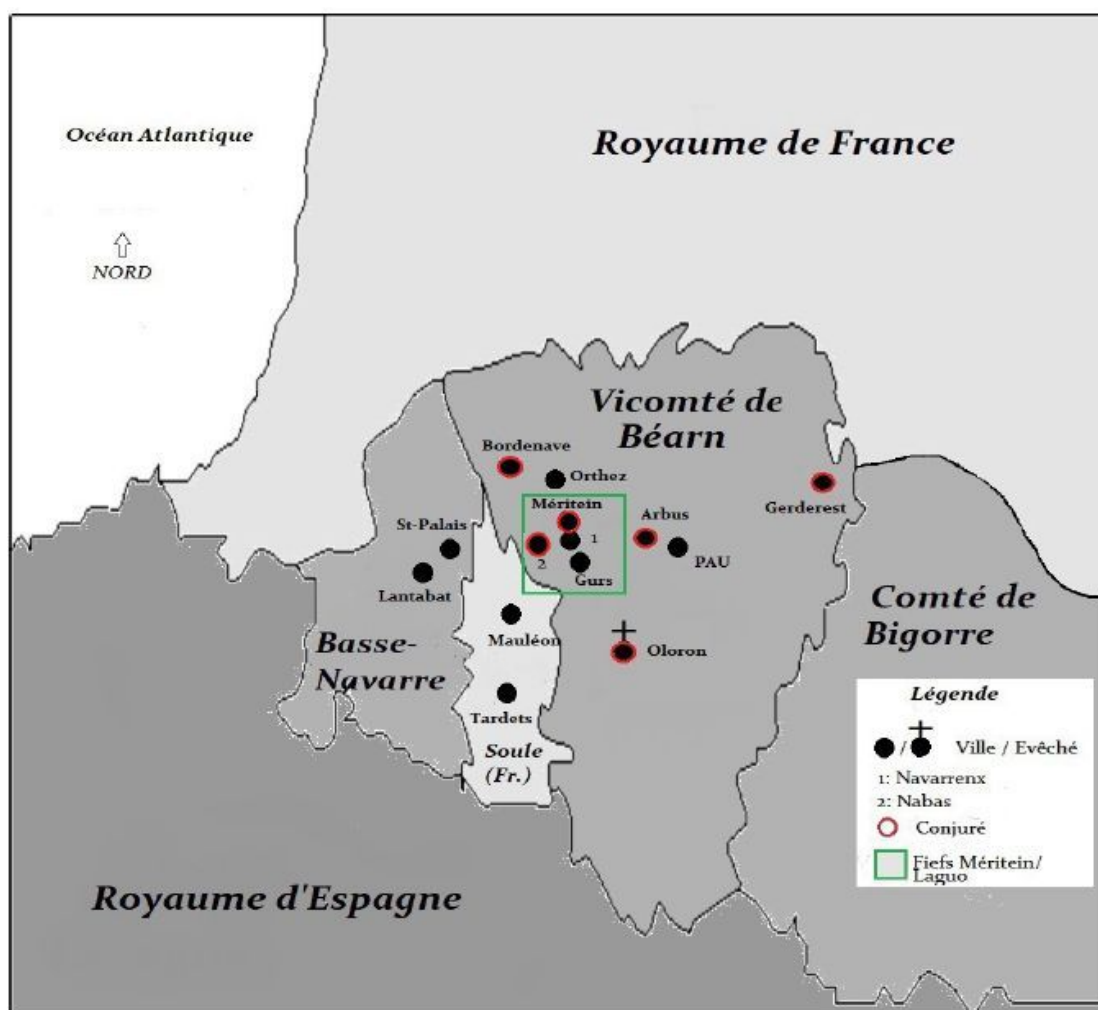 Océan Atlantique
Royaume de France
NORD
Vicomté de
Béarn
Bordenave
Orthez
Gerderest
Méritein
Arbus
St-Palais
1
2
PAU
Gurs
Lantabat
Comté de
Bigorre
Mauléon
Oloron
Basse-
Navarre
Tardets
Soule
(Fr.)
Royaume d'Espagne
Légende
/ Ville / Evêché
1: Navarrenx
2: Nabas
Conjuré
Fiefs Méritein/
Laguo